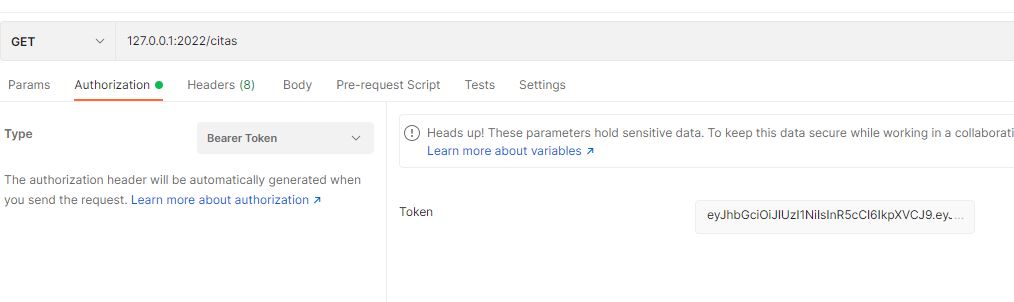 GET 127.0.0.1:2022/citas
Params Authorization Headers (8) Body Pre-request Script Tests Settings
Type Bearer Token
The authorization header will be automatically generated when
you send the request. Learn more about authorization ↗
Heads up! These parameters hold sensitive data. To keep this data secure while working in a collaborati
Learn more about variables ↗
Token eyJhbGciOiJIUzI1NiIsInR5cCI6IkpXVCJ9.eyJ...